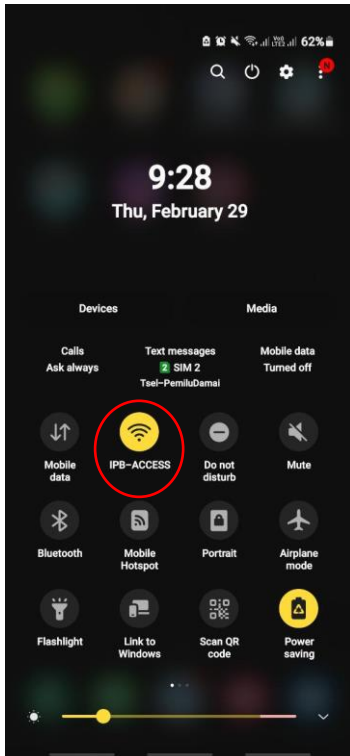 VoLTE2 62%
N
9:28
Thu, February 29
Devices Media
Calls Text messages Mobile data
Ask always 2 SIM 2 Turned off
Tsel-PemiluDamai
Mobile data
IPB-ACCESS
Do not disturb
Mute
Bluetooth
Mobile Hotspot
Portrait
Airplane mode
Flashlight
Link to Windows
Scan QR code
Power saving